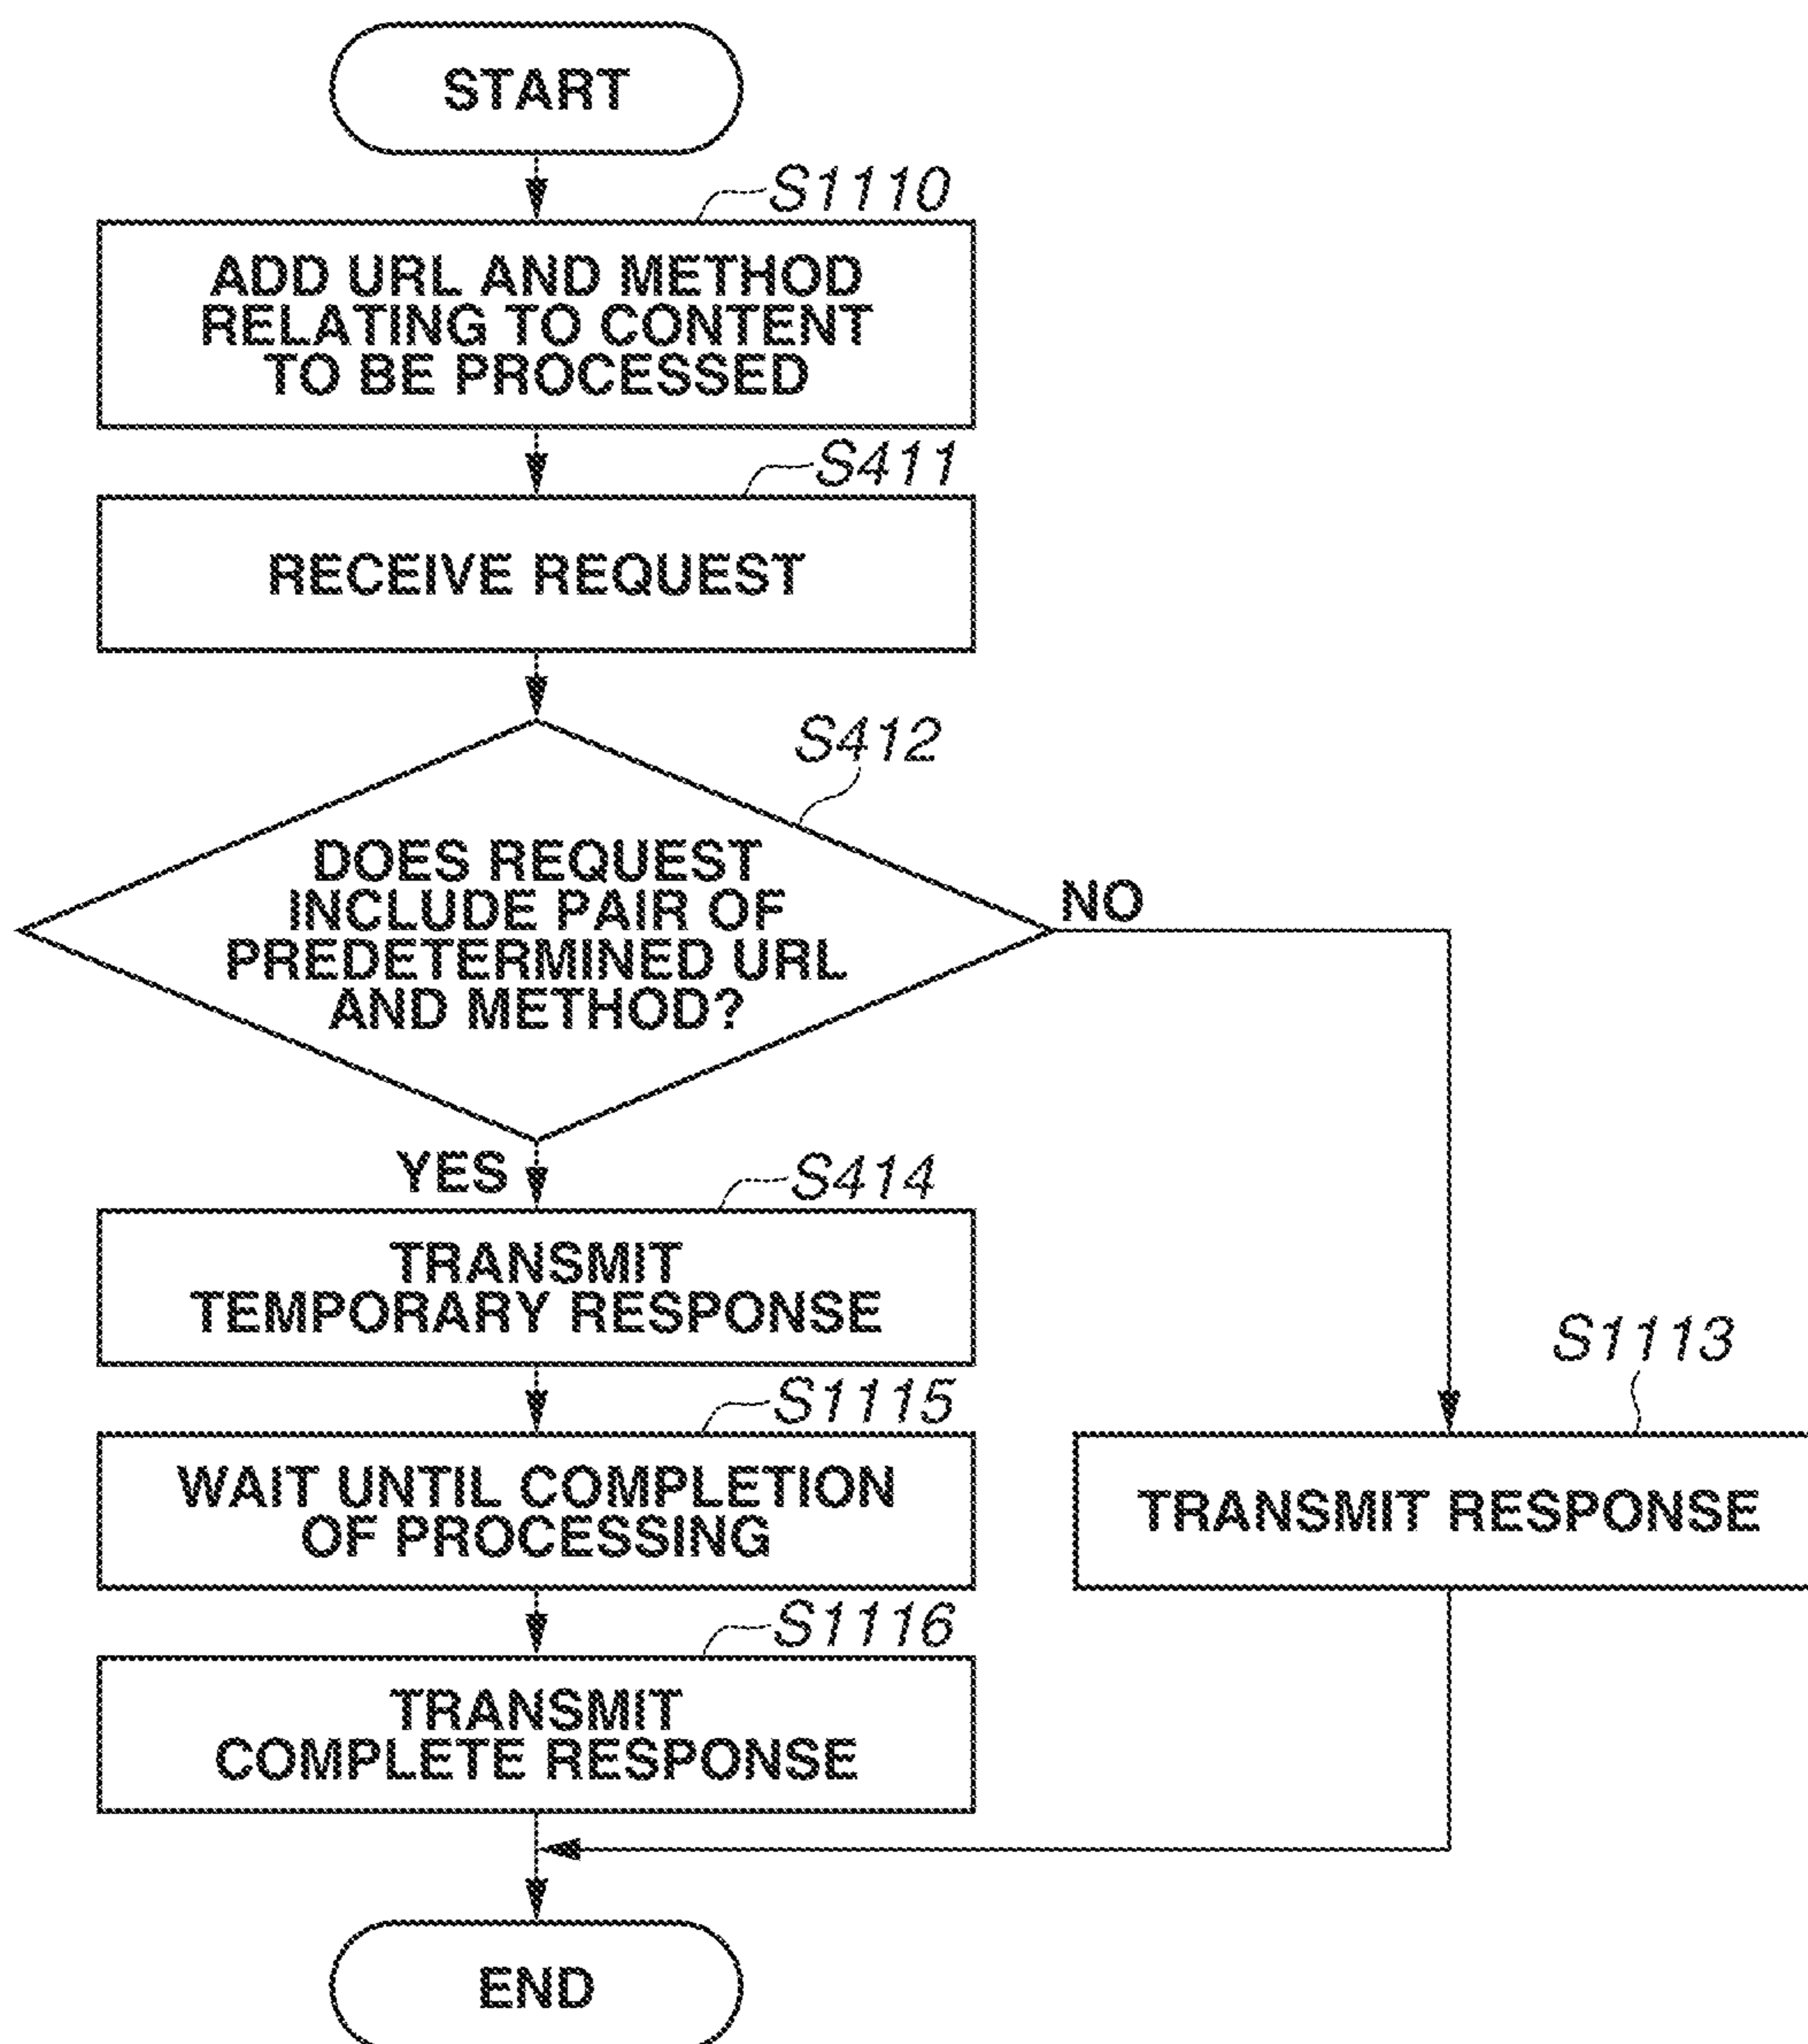 START
S1110
ADD URL AND METHOD
RELATING TO CONTENT
TO BE PROCESSED
S411
RECEIVE REQUEST
S412
DOES REQUEST
INCLUDE PAIR OF
PREDETERMINED URL
AND METHOD?
NO
YES
S414
TRANSMIT
TEMPORARY RESPONSE
S1113
S1115
WAIT UNTIL COMPLETION
OF PROCESSING
TRANSMIT RESPONSE
S1116
TRANSMIT
COMPLETE RESPONSE
END